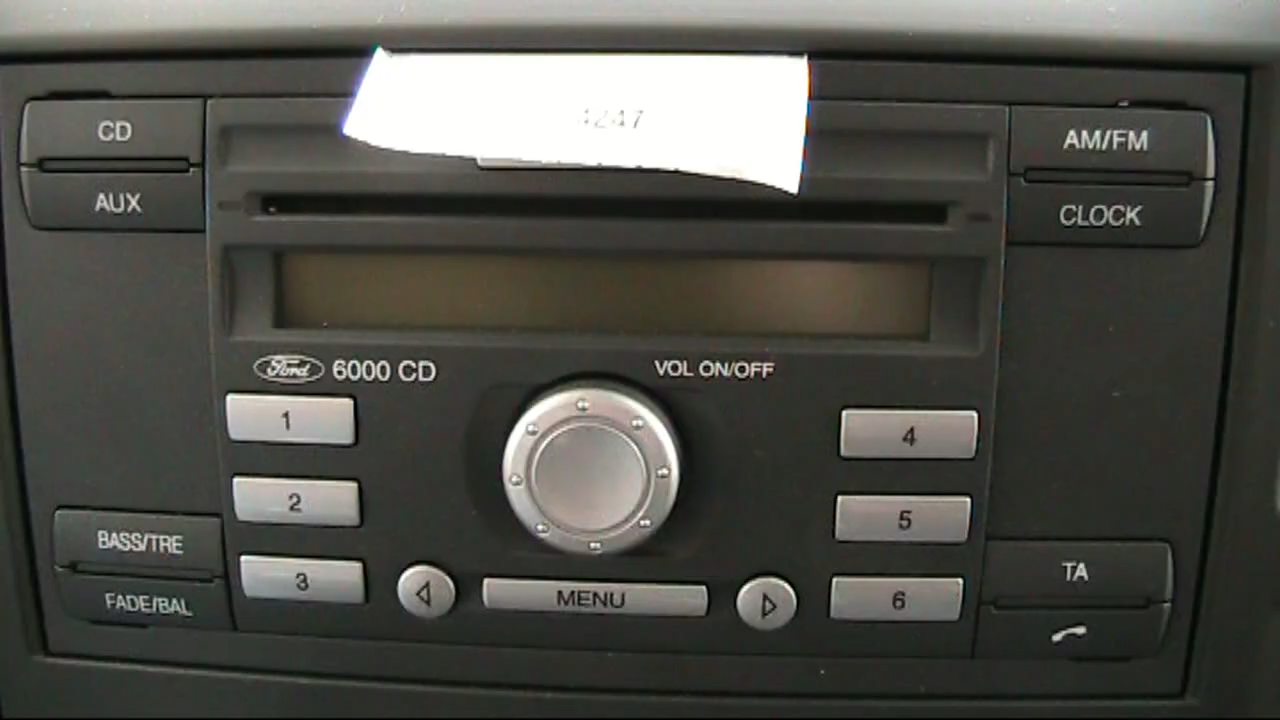 4247
CD
AUX
AM/FM
CLOCK
Ford 6000 CD
VOL ON/OFF
1
2
3
4
5
6
BASS/TRE
FADE/BAL
MENU
TA